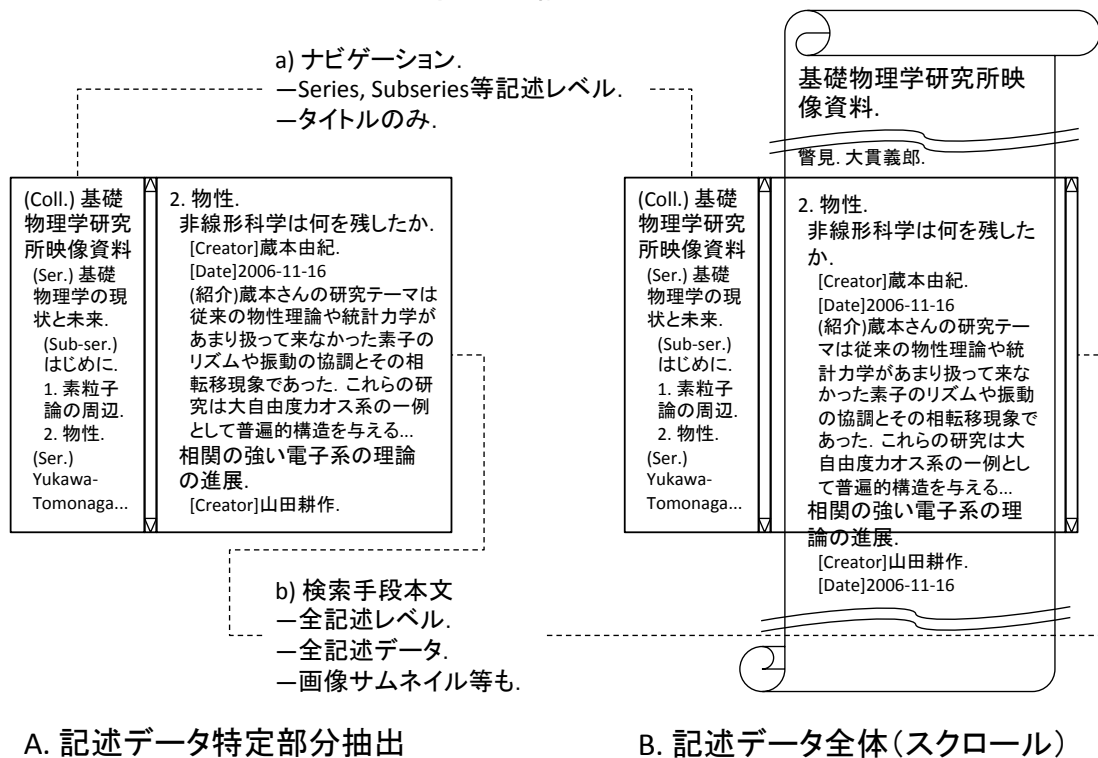 a) ナビゲーション.
―Series, Subseries等記述レベル.
―タイトルのみ.
(Coll.) 基礎
物理学研究
所映像資料
(Ser.) 基礎
物理学の現
状と未来.
(Sub-ser.)
はじめに.
1. 素粒子
論の周辺.
2. 物性.
(Ser.)
Yukawa-
Tomonaga...
2. 物性.
非線形科学は何を残したか.
[Creator]蔵本由紀.
[Date]2006-11-16
(紹介)蔵本さんの研究テーマは
従来の物性理論や統計力学が
あまり扱って来なかった素子の
リズムや振動の協調とその相
転移現象であった. これらの研
究は大自由度カオス系の一例
として普遍的構造を与える...
相関の強い電子系の理論
の進展.
[Creator]山田耕作.
b) 検索手段本文
―全記述レベル.
―全記述データ.
―画像サムネイル等も.
A. 記述データ特定部分抽出
基礎物理学研究所映
像資料.
瞥見. 大貫義郎.
(Coll.) 基礎
物理学研究
所映像資料
(Ser.) 基礎
物理学の現
状と未来.
(Sub-ser.)
はじめに.
1. 素粒子
論の周辺.
2. 物性.
(Ser.)
Yukawa-
Tomonaga...
2. 物性.
非線形科学は何を残した
か.
[Creator]蔵本由紀.
[Date]2006-11-16
(紹介)蔵本さんの研究テー
マは従来の物性理論や統
計力学があまり扱って来な
かった素子のリズムや振動
の協調とその相転移現象で
あった. これらの研究は大
自由度カオス系の一例とし
て普遍的構造を与える...
相関の強い電子系の理
論の進展.
[Creator]山田耕作.
[Date]2006-11-16
B. 記述データ全体(スクロール)